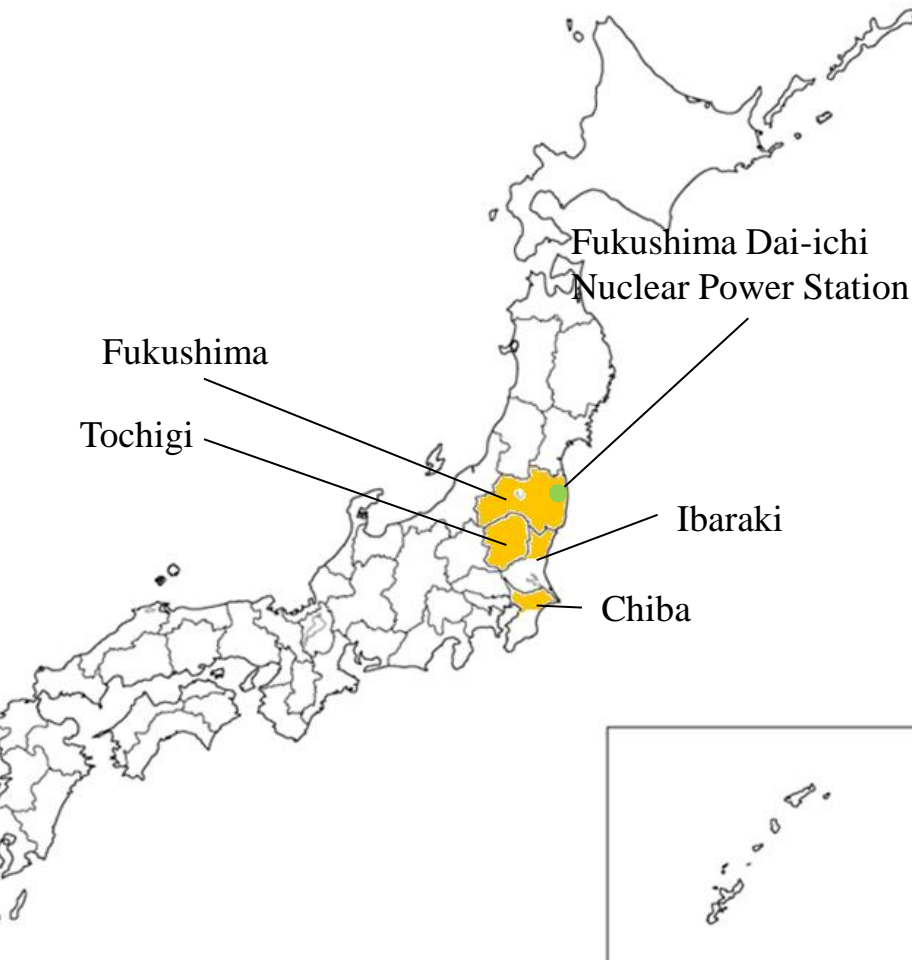 Fukushima Dai-ichi
Nuclear Power Station
Fukushima
Tochigi
Ibaraki
Chiba